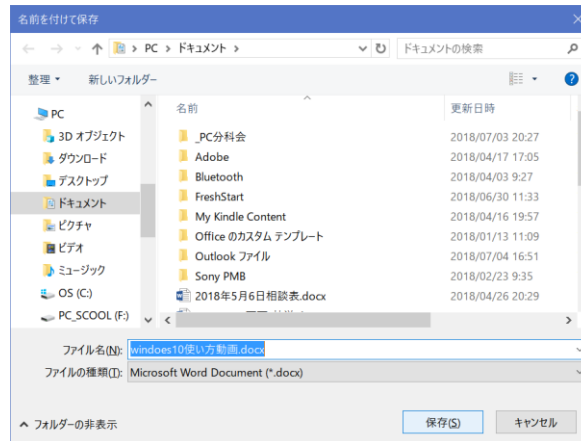 名前を付けて保存
PC › ドキュメント ›
ドキュメントの検索
整理
新しいフォルダー
PC
3D オブジェクト
ダウンロード
デスクトップ
ドキュメント
ピクチャ
ビデオ
ミュージック
OS (C:)
PC_SCOOL (F:)
名前 更新日時
_PC分科会 2018/07/03 20:27
Adobe 2018/04/17 17:05
Bluetooth 2018/04/03 9:27
FreshStart 2018/06/30 11:33
My Kindle Content 2018/04/16 19:57
Office のカスタム テンプレート 2018/01/13 11:09
Outlook ファイル 2018/07/04 16:51
Sony PMB 2018/02/23 9:35
2018年5月6日相談表.docx 2018/04/26 20:29
ファイル名(N): windoes10使い方動画.docx
ファイルの種類(T): Microsoft Word Document (*.docx)
フォルダーの非表示
保存(S)
キャンセル